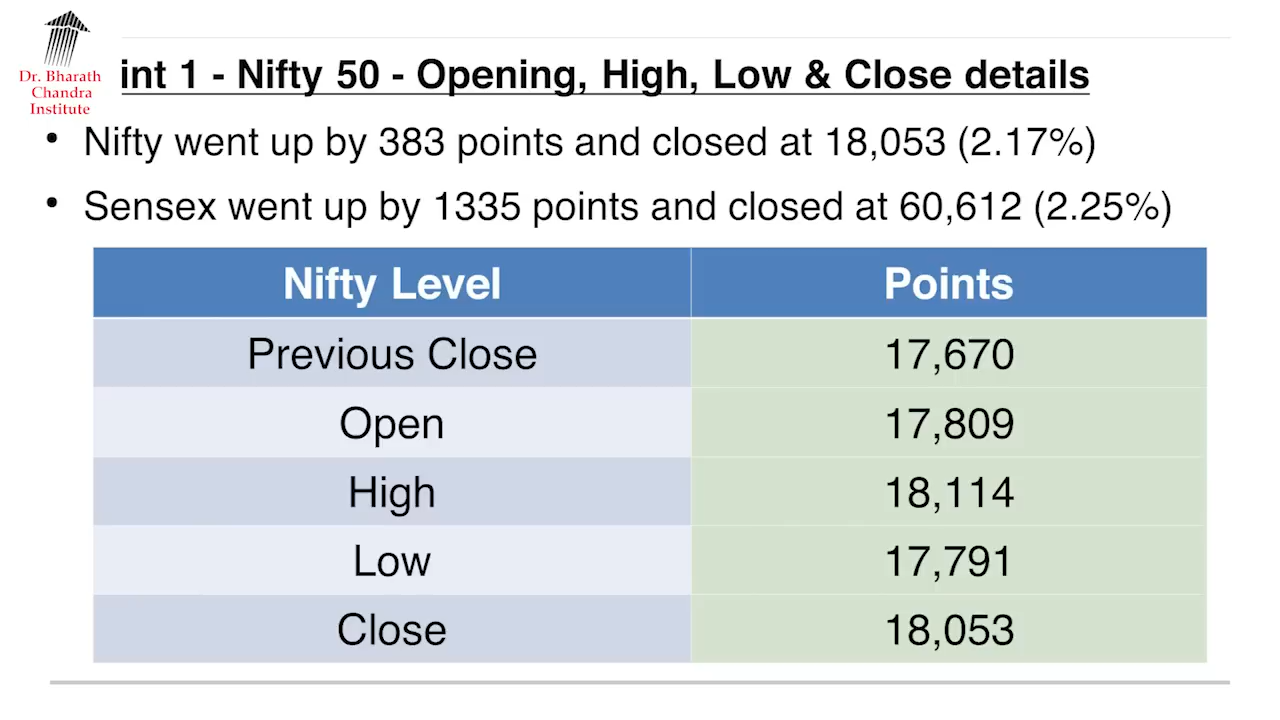 Dr. Bharath
Chandra
Institute
int 1 - Nifty 50 - Opening, High, Low & Close details
• Nifty went up by 383 points and closed at 18,053 (2.17%)
• Sensex went up by 1335 points and closed at 60,612 (2.25%)
Nifty Level Points
Previous Close 17,670
Open 17,809
High 18,114
Low 17,791
Close 18,053